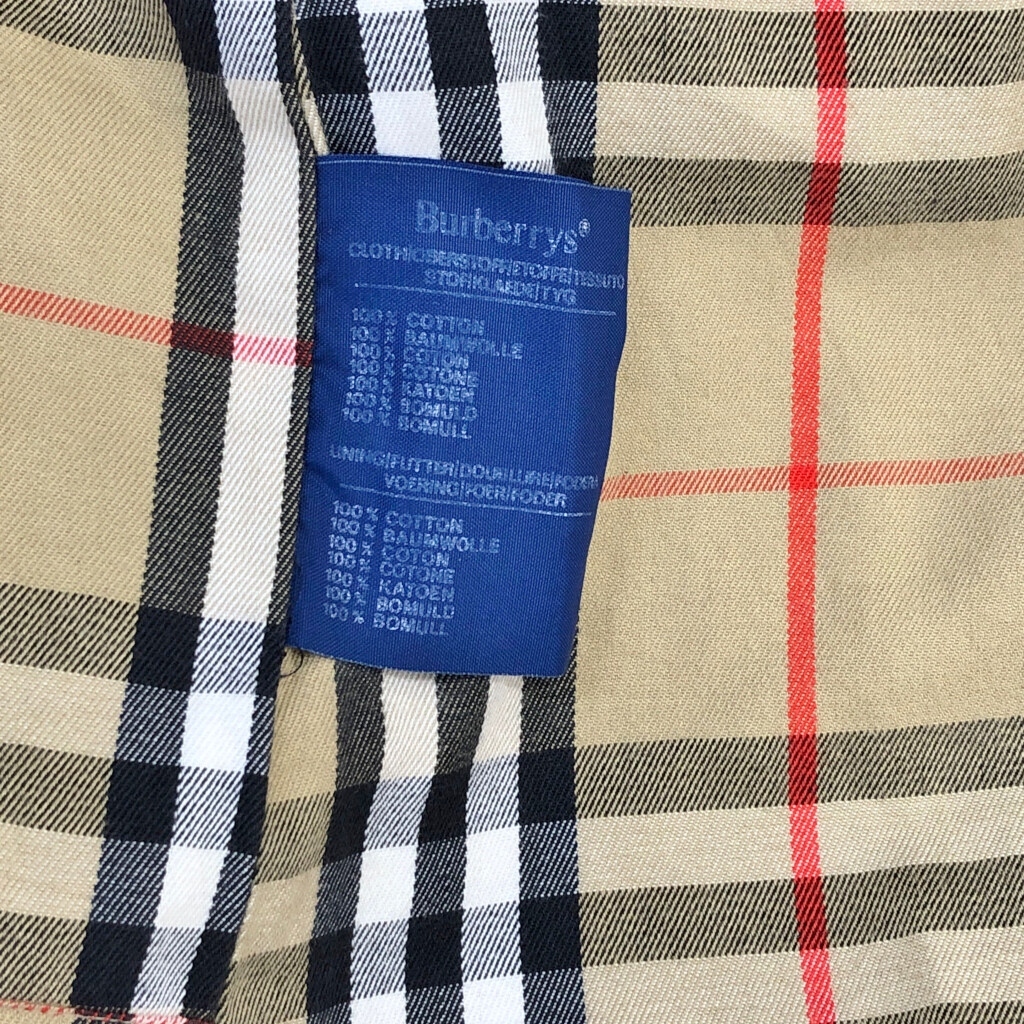 Burberrys®
CLOTH|OBERSTOFF|ETOFFE|TESSUTO
STOF|KLAEDE|TYG
100% COTTON
100% BAUMWOLLE
100% COTON
100% COTONE
100% KATOEN
100% BOMULD
100% BOMULL
LINING|FUTTER|DOUBLURE|FODERA
VOERING|FOER|FODER
100% COTTON
100% BAUMWOLLE
100% COTON
100% COTONE
100% KATOEN
100% BOMULD
100% BOMULL